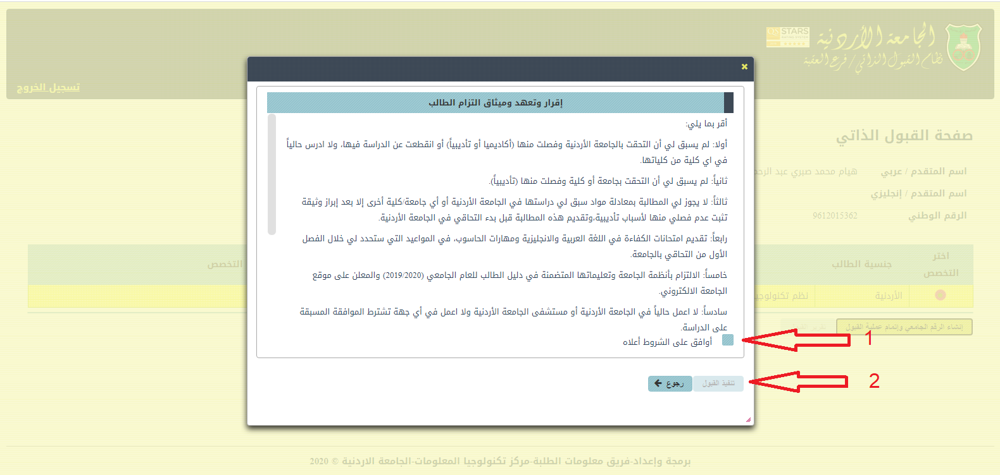 QS STARS
RATING SYSTEM
الجامعة الأردنية
نظام القبول الذاتي / فرع العقبة
تسجيل الخروج
صفحة القبول الذاتي
اسم المتقدم / عربي
هيام محمد صبري عبد الرحم
اسم المتقدم / إنجليزي
الرقم الوطني
9612015362
اختر التخصص
جنسية الطالب
التخصص
الأردنية
نظم تكنولوجي
إنشاء الرقم الجامعي وإتمام عملية القبول
إقرار وتعهد وميثاق التزام الطالب
أقر بما يلي:
أولا: لم يسبق لي أن التحقت بالجامعة الأردنية وفصلت منها (أكاديميا أو تأديبياً) أو انقطعت عن الدراسة فيها، ولا ادرس حالياً
في اي كلية من كلياتها.
ثانياً: لم يسبق لي أن التحقت بجامعة أو كلية وفصلت منها (تأديبياً).
ثالثاً: لا يجوز لي المطالبة بمعادلة مواد سبق لي دراستها في الجامعة الأردنية أو أي جامعة/كلية أخرى إلا بعد إبراز وثيقة
تثبت عدم فصلي منها لأسباب تأديبية،وتقديم هذه المطالبة قبل بدء التحاقي في الجامعة الأردنية.
رابعاً: تقديم امتحانات الكفاءة في اللغة العربية والانجليزية ومهارات الحاسوب، في المواعيد التي ستحدد لي خلال الفصل
الأول من التحاقي بالجامعة.
خامساً: الالتزام بأنظمة الجامعة وتعليماتها المتضمنة في دليل الطالب للعام الجامعي (2019/2020) والمعلن على موقع
الجامعة الالكتروني.
سادساً: لا اعمل حالياً في الجامعة الأردنية أو مستشفى الجامعة الأردنية ولا اعمل في أي جهة تشترط الموافقة المسبقة
على الدراسة.
أوافق على الشروط أعلاه
1
تنفيذ القبول
رجوع
2
برمجة وإعداد-فريق معلومات الطلبة-مركز تكنولوجيا المعلومات-الجامعة الاردنية © 2020